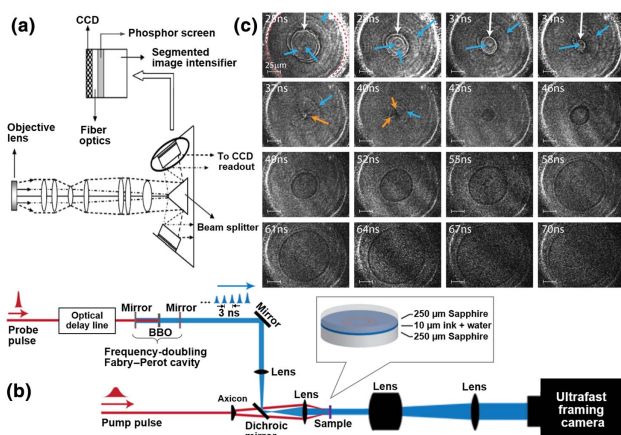 (a)
CCD
Phosphor screen
Segmented
image intensifier
Fiber
optics
Objective
lens
To CCD
readout
Beam splitter
(c)
25ns
28ns
31ns
34ns
25μm
37ns
40ns
43ns
46ns
49ns
52ns
55ns
58ns
61ns
64ns
67ns
70ns
Probe
pulse
Optical
delay line
Mirror
Mirror
BBO
Frequency-doubling
Fabry–Perot cavity
3 ns
Mirror
Lens
250 μm Sapphire
10 μm ink + water
250 μm Sapphire
(b)
Pump pulse
Axicon
Dichroic
mirror
Lens
Sample
Lens
Lens
Ultrafast
framing
camera